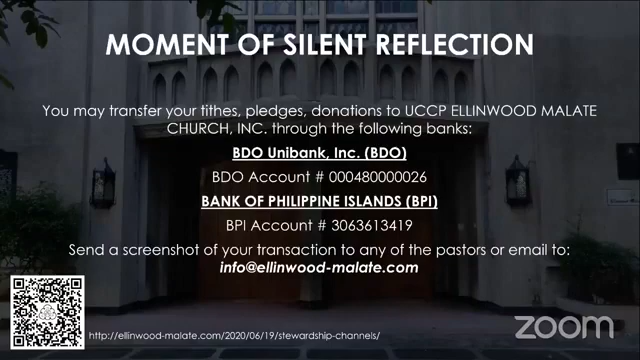 MOMENT OF SILENT REFLECTION
You may transfer your tithes, pledges, donations to UCCP ELLINWOOD MALATE
CHURCH, INC. through the following banks:
BDO Unibank, Inc. (BDO)
BDO Account # 000480000026
BANK OF PHILIPPINE ISLANDS (BPI)
BPI Account # 3063613419
Send a screenshot of your transaction to any of the pastors or email to:
info@ellinwood-malate.com
http://ellinwood-malate.com/2020/06/19/stewardship-channels/
zoom